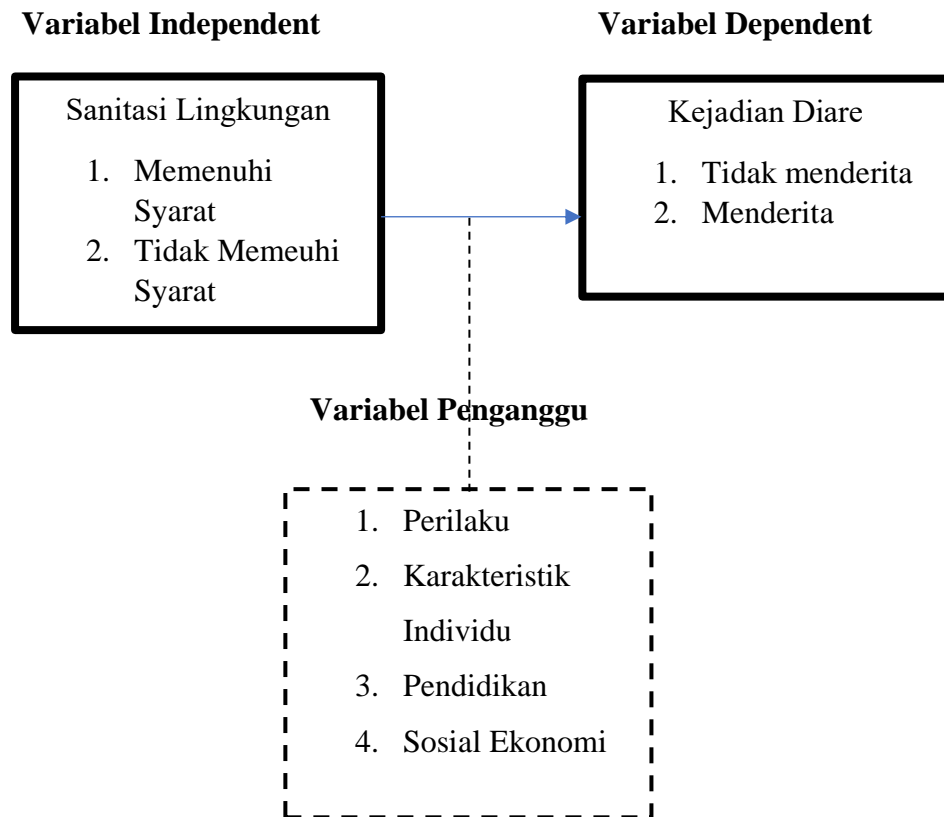 Variabel Independent
Variabel Dependent
Sanitasi Lingkungan
1. Memenuhi
Syarat
2. Tidak Memeuhi
Syarat
Kejadian Diare
1. Tidak menderita
2. Menderita
Variabel Penganggu
1. Perilaku
2. Karakteristik
Individu
3. Pendidikan
4. Sosial Ekonomi